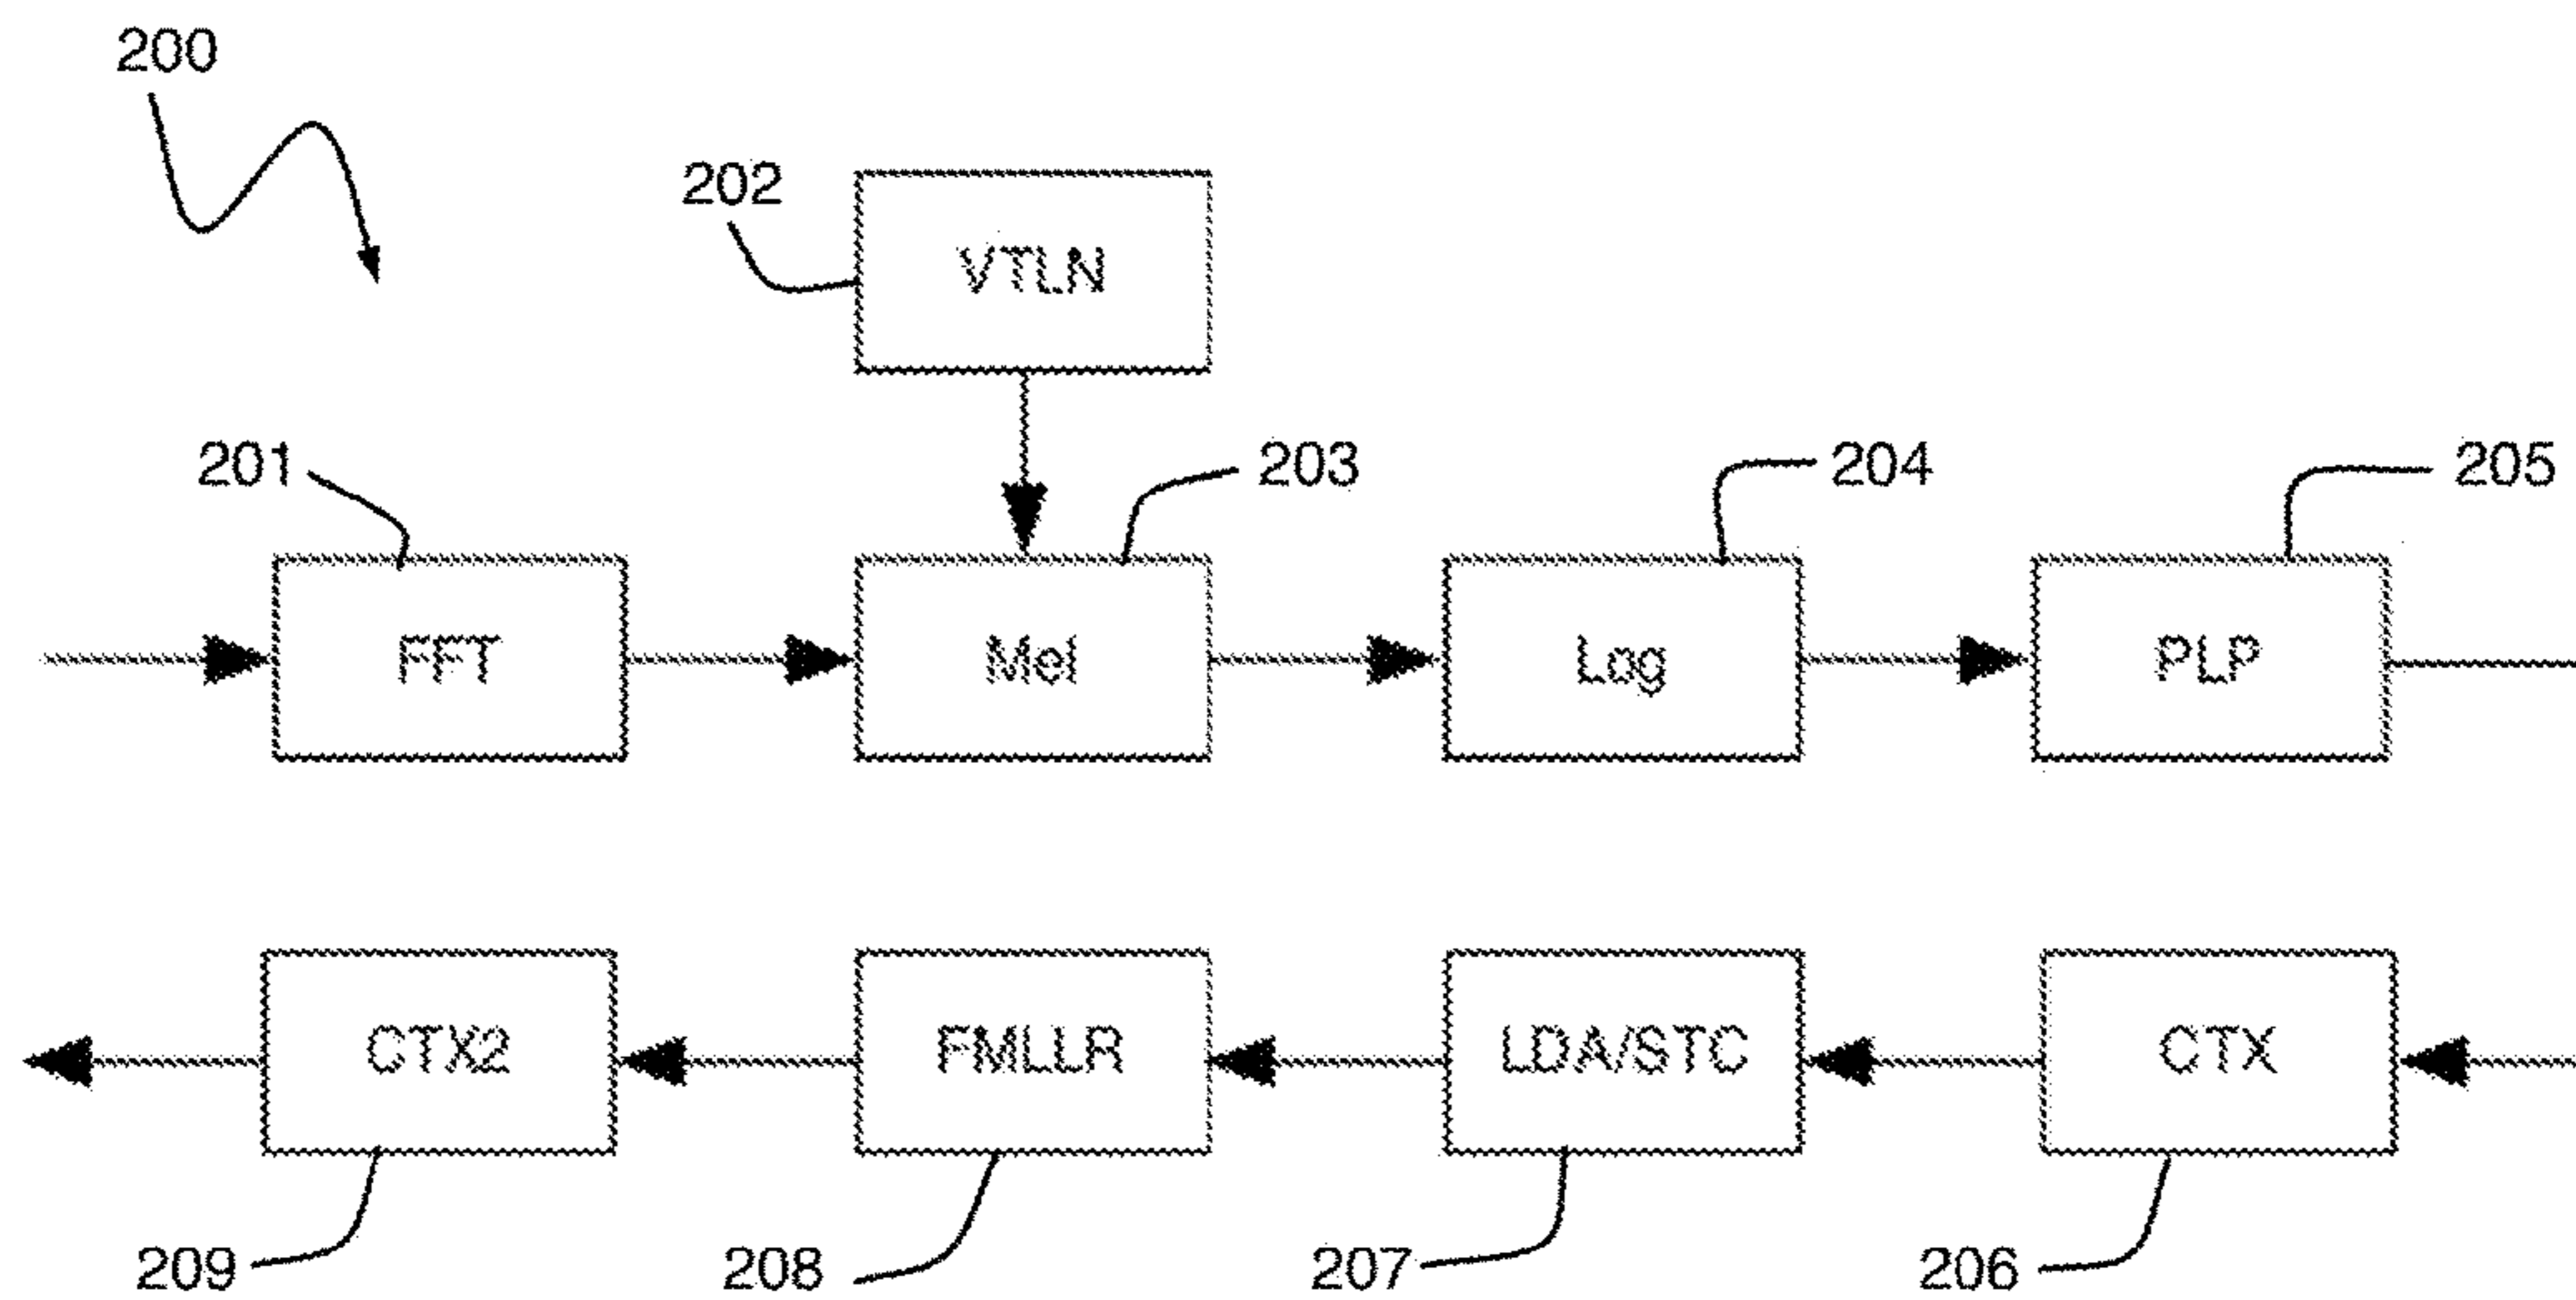 200
202
VTLN
201
203
204
205
FFT
Mel
Log
PLP
CTX2
FMLLR
LDA/STC
CTX
209
208
207
206